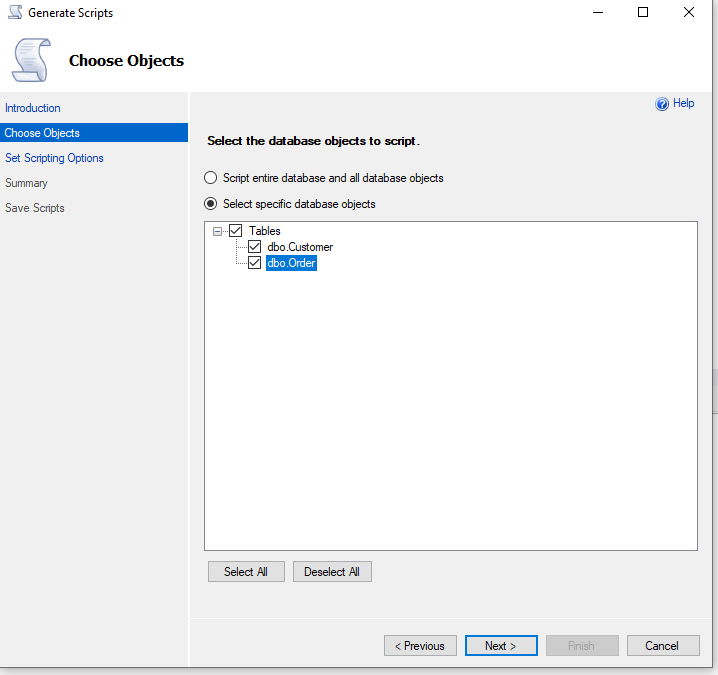 Generate Scripts
Choose Objects
Introduction
Choose Objects
Set Scripting Options
Summary
Save Scripts
Help
Select the database objects to script.
Script entire database and all database objects
Select specific database objects
Tables
dbo.Customer
dbo.Order
Select All
Deselect All
< Previous
Next >
Finish
Cancel